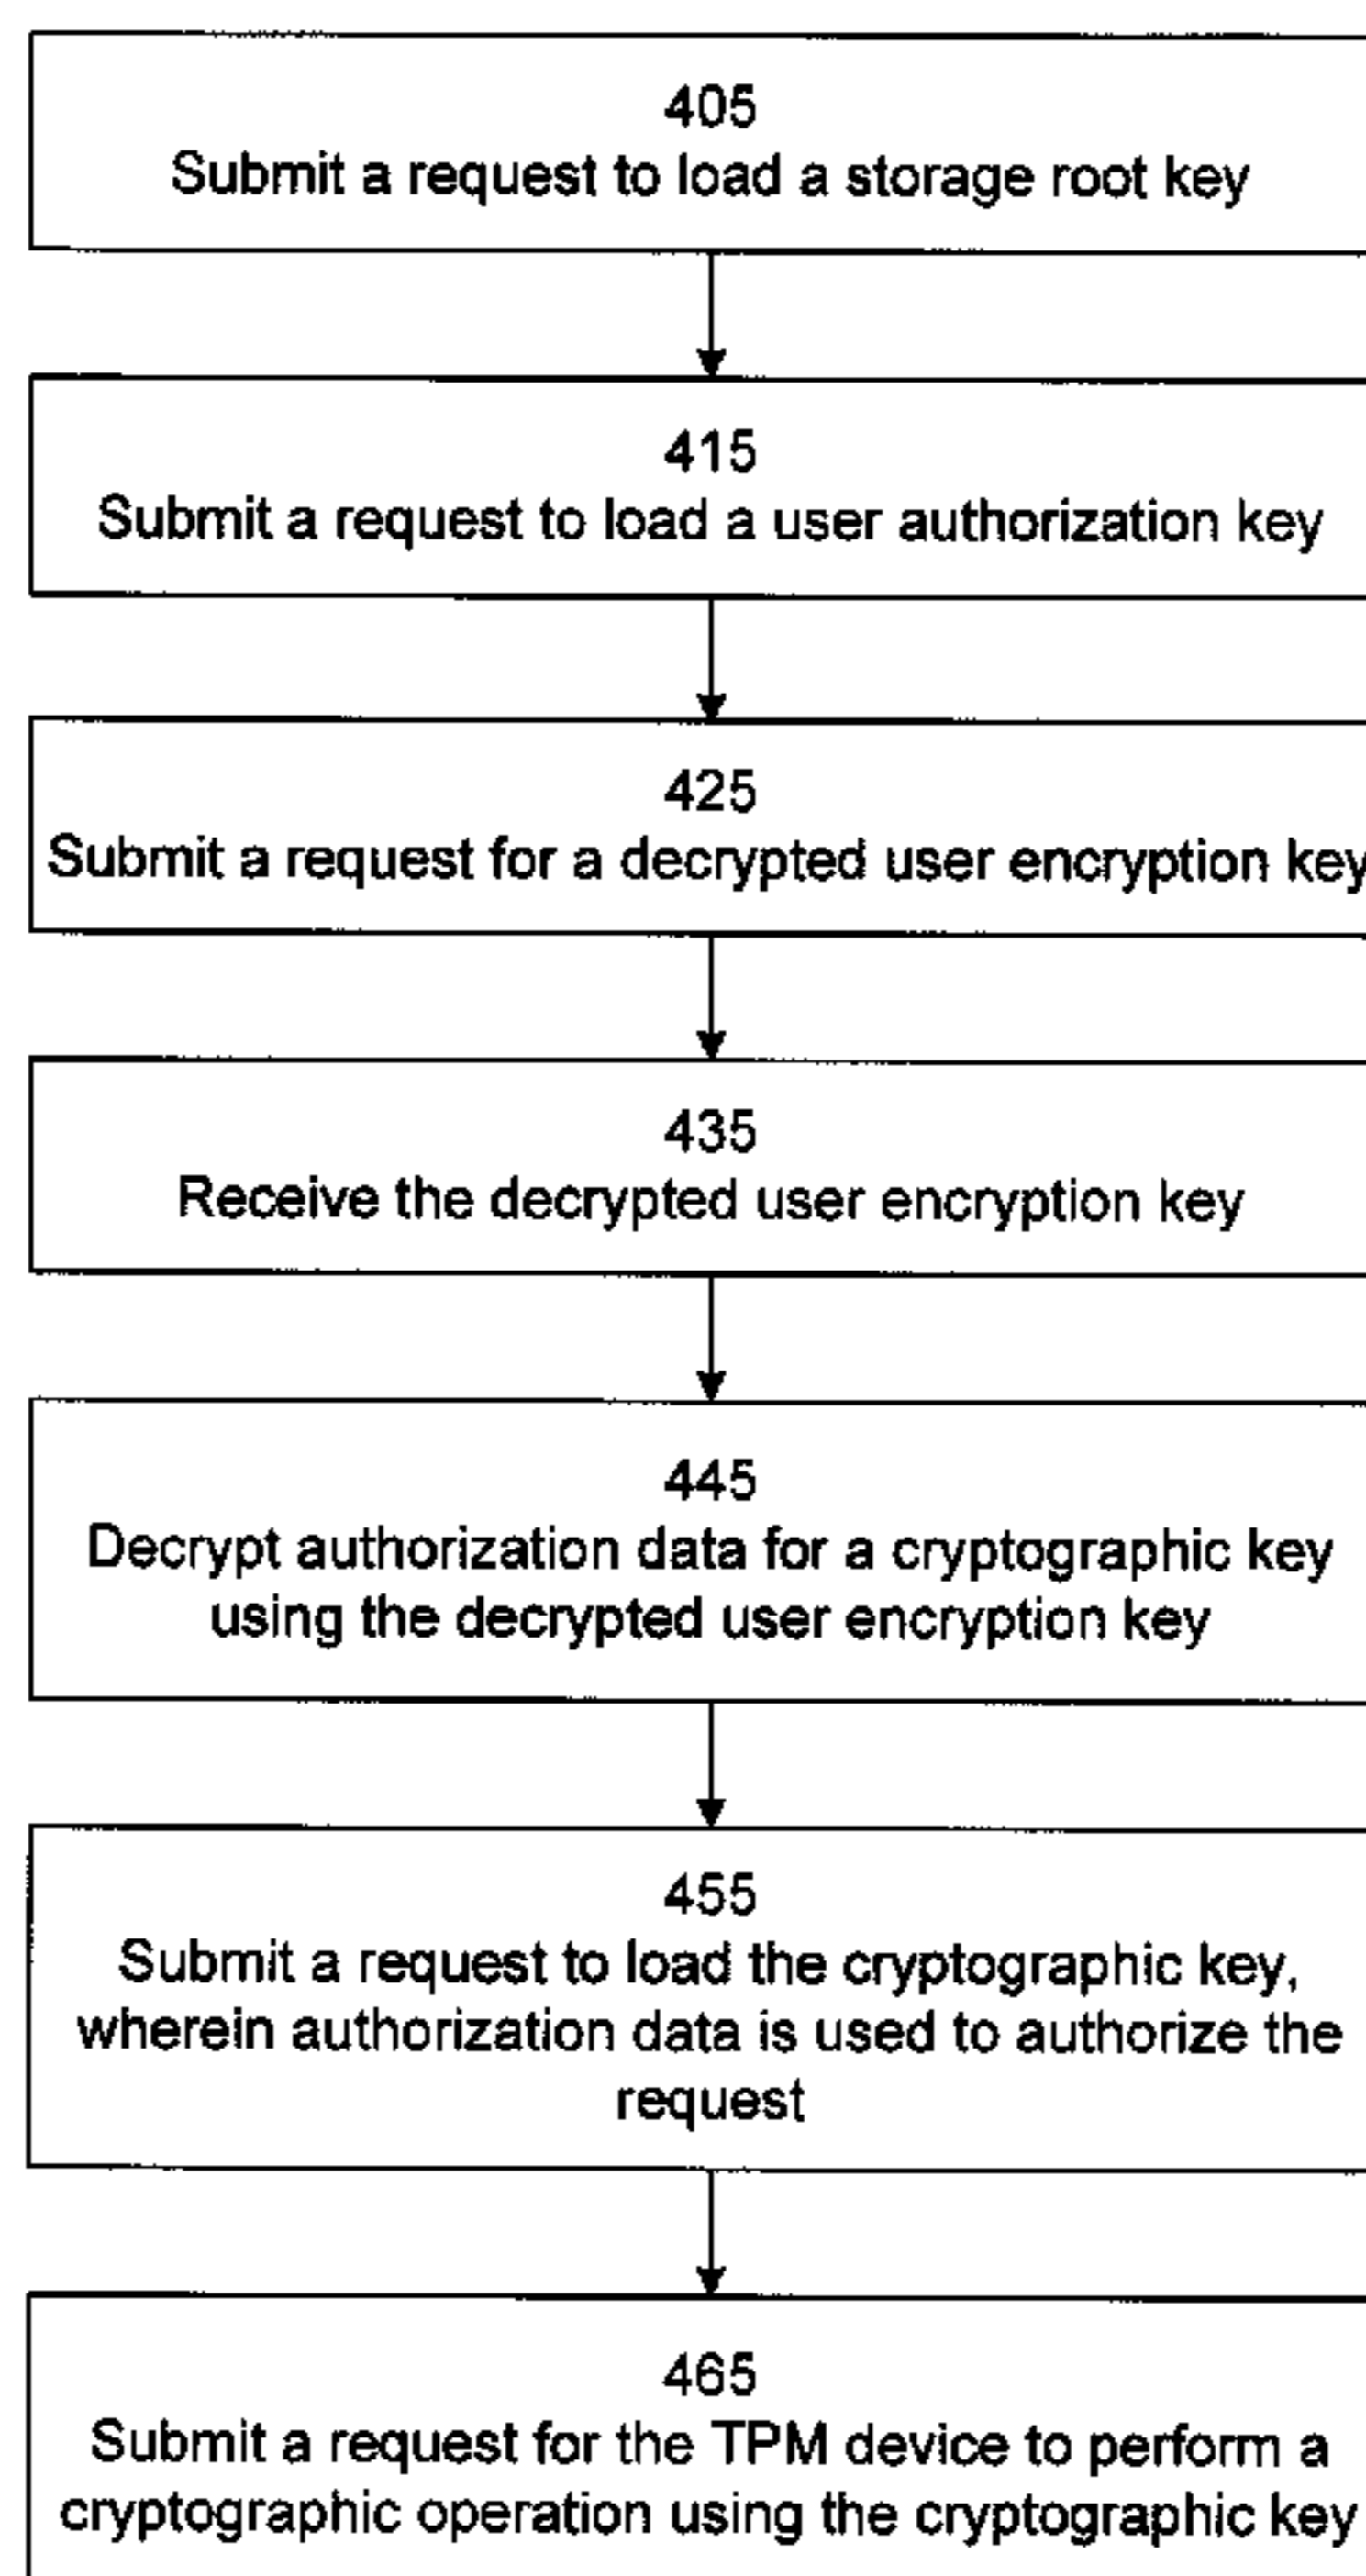 405
Submit a request to load a storage root key
415
Submit a request to load a user authorization key
425
Submit a request for a decrypted user encryption key
435
Receive the decrypted user encryption key
445
Decrypt authorization data for a cryptographic key
using the decrypted user encryption key
455
Submit a request to load the cryptographic key,
wherein authorization data is used to authorize the
request
465
Submit a request for the TPM device to perform a
cryptographic operation using the cryptographic key